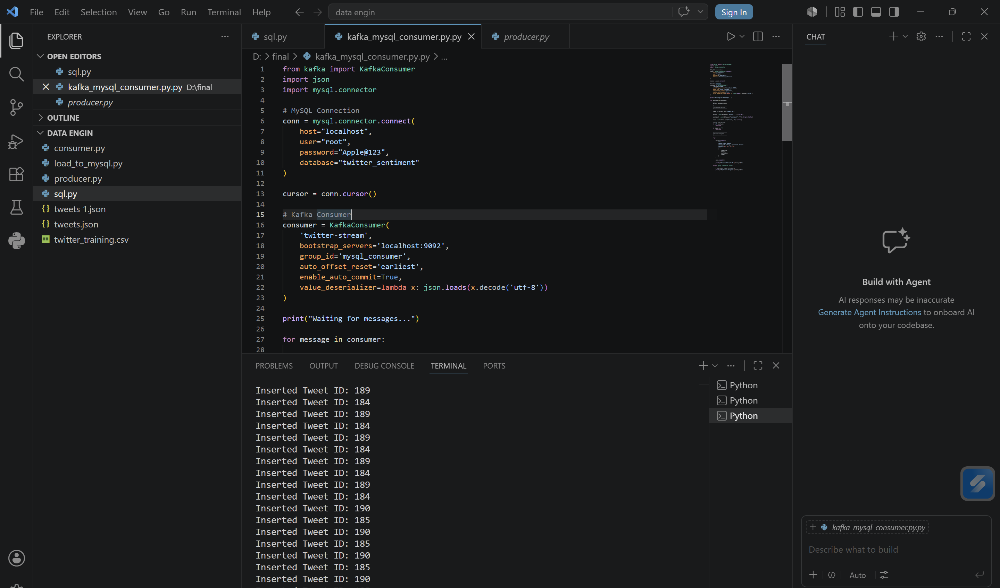 File Edit Selection View Go Run Terminal Help
data engin
Sign In
EXPLORER
OPEN EDITORS
sql.py
kafka_mysql_consumer.py.py D:\final
producer.py
OUTLINE
DATA ENGIN
consumer.py
load_to_mysql.py
producer.py
sql.py
{} tweets 1.json
{} tweets.json
twitter_training.csv
sql.py
kafka_mysql_consumer.py.py
producer.py
D: > final > kafka_mysql_consumer.py.py > ...
1 from kafka import KafkaConsumer
2 import json
3 import mysql.connector
4
5 # MySQL Connection
6 conn = mysql.connector.connect(
7 host="localhost",
8 user="root",
9 password="Apple@123",
10 database="twitter_sentiment"
11 )
12
13 cursor = conn.cursor()
14
15 # Kafka Consumer
16 consumer = KafkaConsumer(
17 'twitter-stream',
18 bootstrap_servers='localhost:9092',
19 group_id='mysql_consumer',
20 auto_offset_reset='earliest',
21 enable_auto_commit=True,
22 value_deserializer=lambda x: json.loads(x.decode('utf-8'))
23 )
24
25 print("Waiting for messages...")
26
27 for message in consumer:
28
PROBLEMS OUTPUT DEBUG CONSOLE TERMINAL PORTS
Inserted Tweet ID: 189
Inserted Tweet ID: 184
Inserted Tweet ID: 189
Inserted Tweet ID: 184
Inserted Tweet ID: 189
Inserted Tweet ID: 184
Inserted Tweet ID: 189
Inserted Tweet ID: 184
Inserted Tweet ID: 189
Inserted Tweet ID: 184
Inserted Tweet ID: 190
Inserted Tweet ID: 185
Inserted Tweet ID: 190
Inserted Tweet ID: 185
Inserted Tweet ID: 190
Inserted Tweet ID: 185
Inserted Tweet ID: 190
Python
Python
Python
CHAT
Build with Agent
AI responses may be inaccurate
Generate Agent Instructions to onboard AI
onto your codebase.
kafka_mysql_consumer.py.py
Describe what to build
Auto